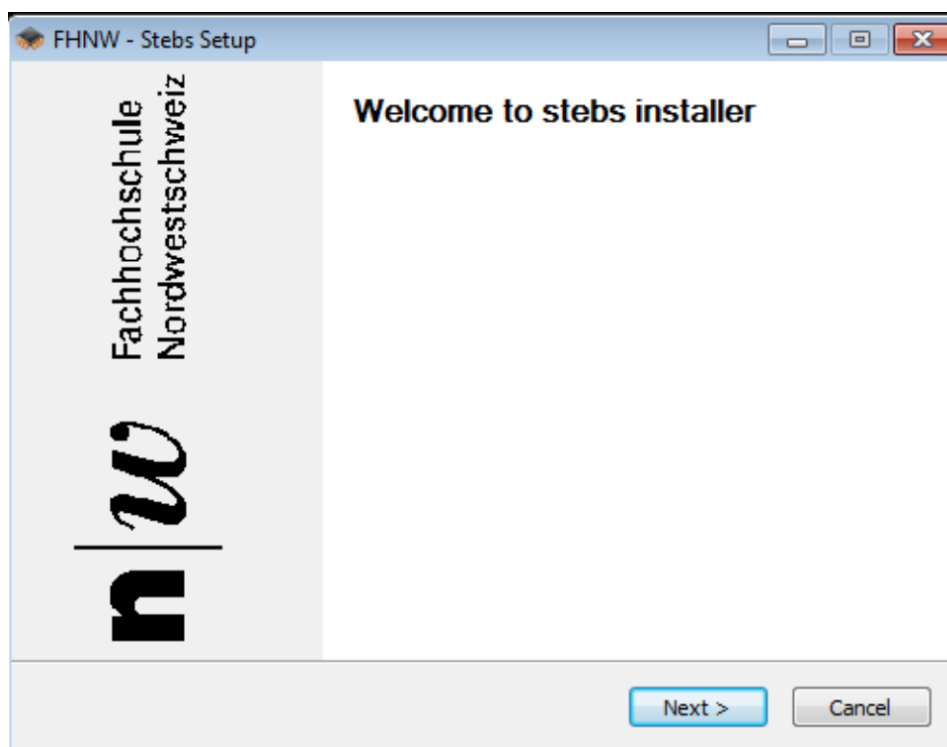 FHNW - Stebs Setup
Fachhochschule
Nordwestschweiz
n|w
Welcome to stebs installer
Next >
Cancel